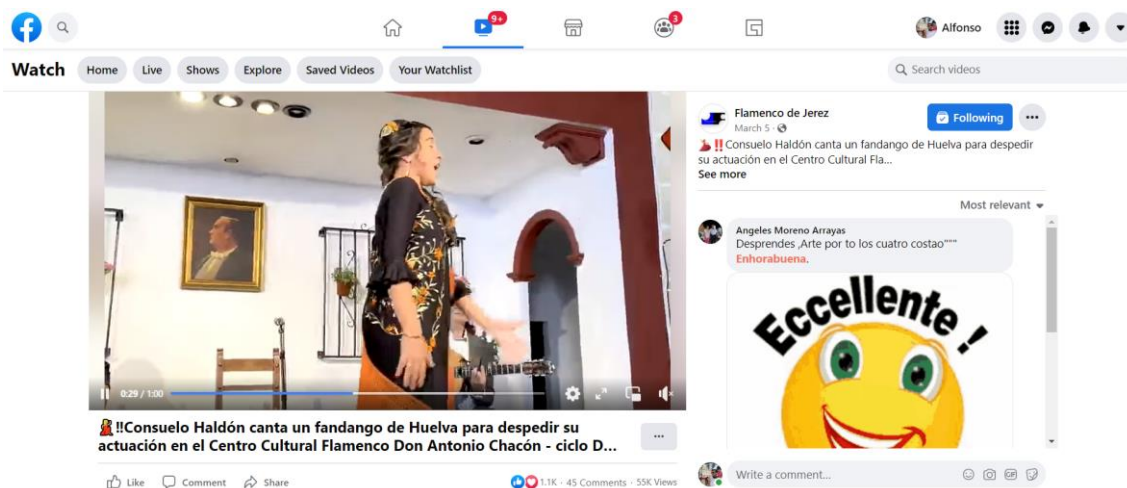 9+
3
Alfonso
Watch
Home
Live
Shows
Explore
Saved Videos
Your Watchlist
Search videos
0:29 / 1:00
‼Consuelo Haldón canta un fandango de Huelva para despedir su
actuación en el Centro Cultural Flamenco Don Antonio Chacón - ciclo D...
Like
Comment
Share
1.1K · 45 Comments · 55K Views
Flamenco de Jerez
March 5 ·
Following
‼Consuelo Haldón canta un fandango de Huelva para despedir
su actuación en el Centro Cultural Fla...
See more
Most relevant
Angeles Moreno Arrayas
Desprendes ,Arte por to los cuatro costao"""
Enhorabuena.
Eccellente !
Write a comment...
GIF